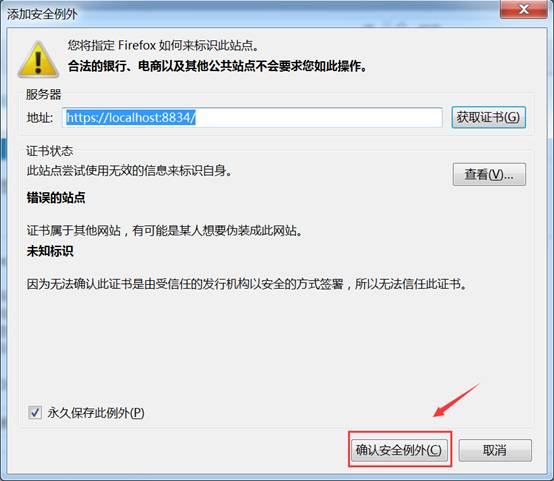 添加安全例外
您将指定 Firefox 如何来标识此站点。
合法的银行、电商以及其他公共站点不会要求您如此操作。
服务器
地址: https://localhost:8834/ 获取证书(G)
证书状态
此站点尝试使用无效的信息来标识自身。 查看(V)...
错误的站点
证书属于其他网站，有可能是某人想要伪装成此网站。
未知标识
因为无法确认此证书是由受信任的发行机构以安全的方式签署，所以无法信任此证书。
永久保存此例外(P)
确认安全例外(C) 取消